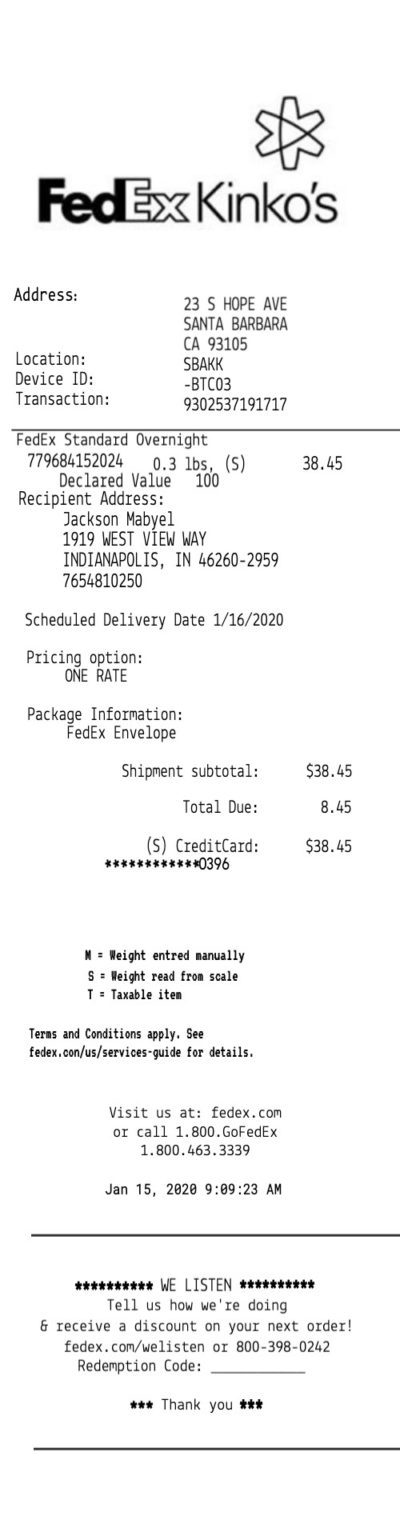 FedEx Kinko's
Address: 23 S HOPE AVE
SANTA BARBARA
CA 93105
Location: SBAKK
Device ID: -BTC03
Transaction: 9302537191717
FedEx Standard Overnight
779684152024 0.3 lbs, (S) 38.45
Declared Value 100
Recipient Address:
Jackson Mabyel
1919 WEST VIEW WAY
INDIANAPOLIS, IN 46260-2959
7654810250
Scheduled Delivery Date 1/16/2020
Pricing option:
ONE RATE
Package Information:
FedEx Envelope
Shipment subtotal: $38.45
Total Due: 8.45
(S) CreditCard: $38.45
************0396
M = Weight entred manually
S = Weight read from scale
T = Taxable item
Terms and Conditions apply. See
fedex.con/us/services-guide for details.
Visit us at: fedex.com
or call 1.800.GoFedEx
1.800.463.3339
Jan 15, 2020 9:09:23 AM
********** WE LISTEN **********
Tell us how we're doing
& receive a discount on your next order!
fedex.com/welisten or 800-398-0242
Redemption Code: ___________
*** Thank you ***